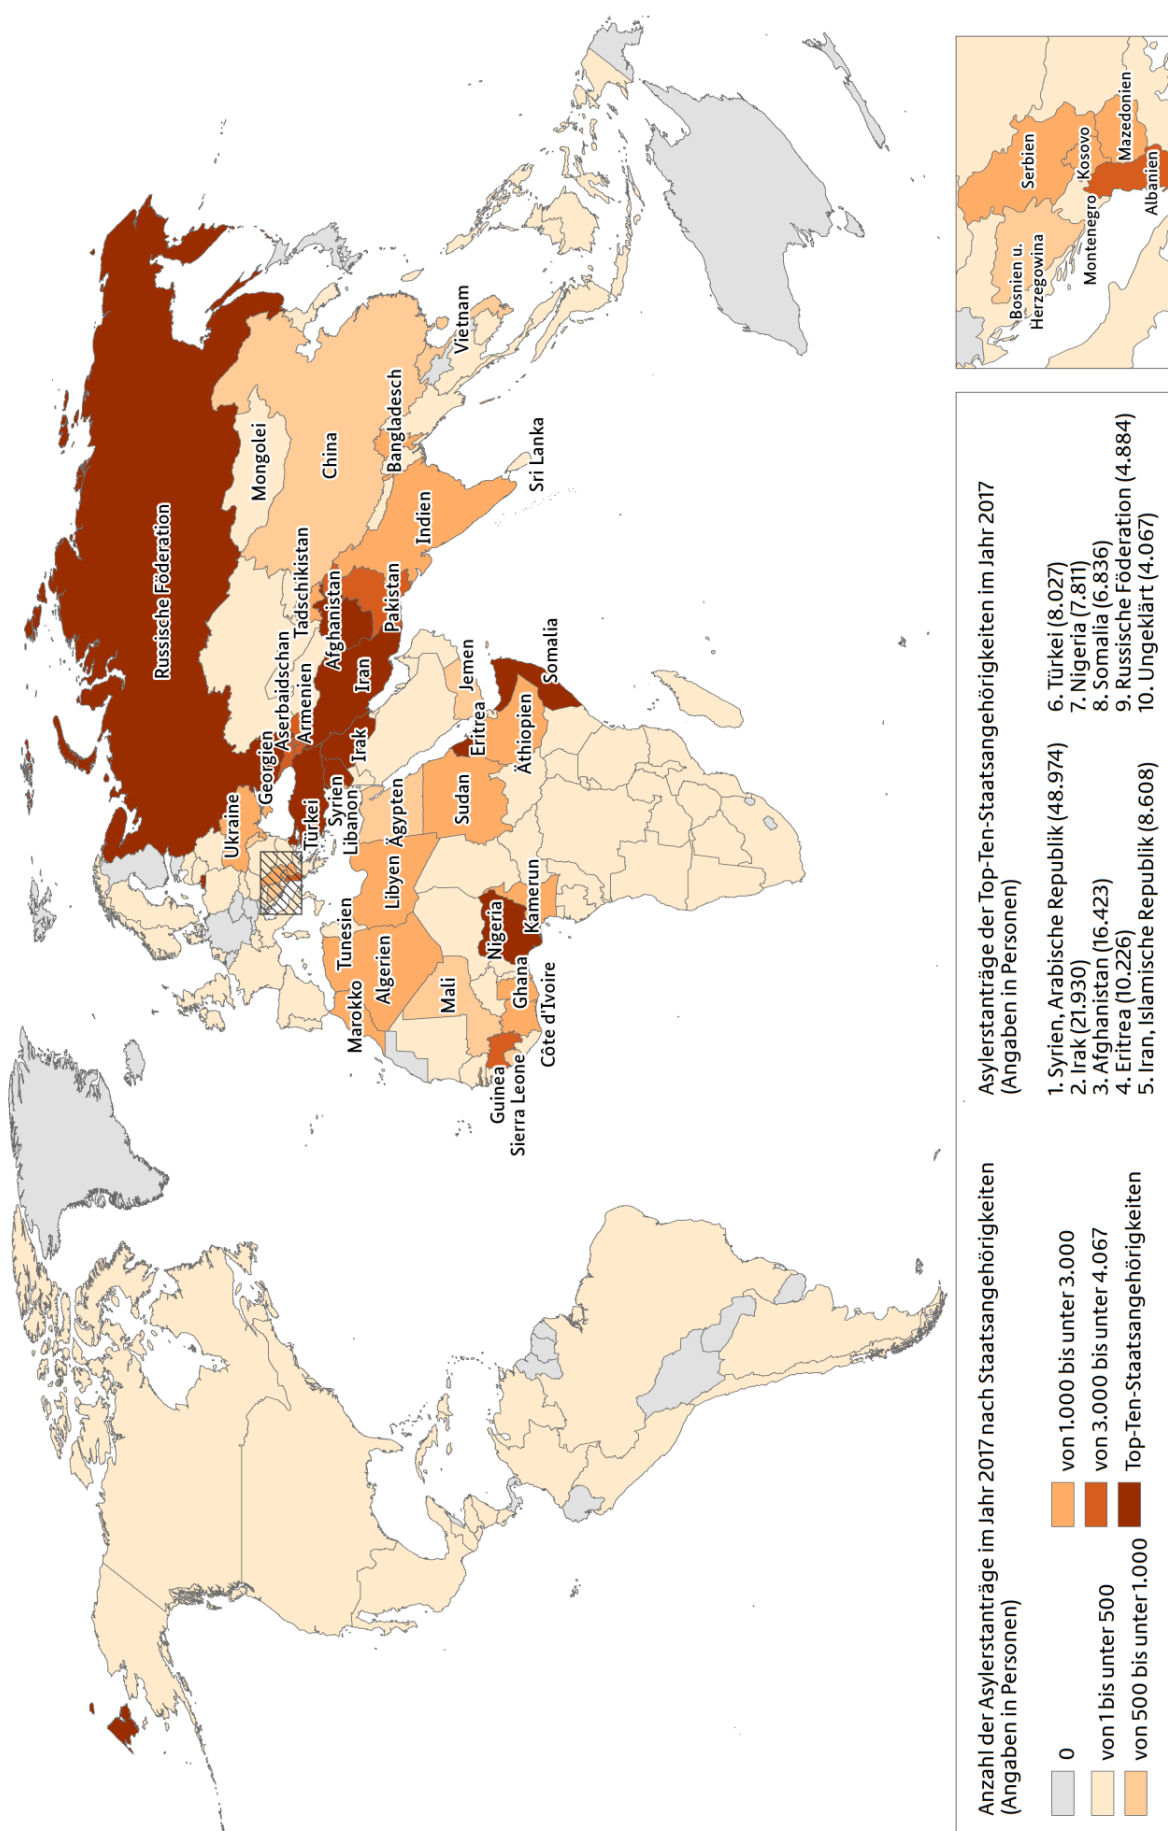 Russische Föderation
Mongolei
China
Ukraine
Georgien
Aserbaidschan
Armenien
Tadschikistan
Afghanistan
Türkei
Syrien
Libanon
Irak
Iran
Pakistan
Indien
Bangladesch
Vietnam
Sri Lanka
Marokko
Tunesien
Algerien
Libyen
Ägypten
Mali
Nigeria
Kamerun
Sudan
Eritrea
Jemen
Äthiopien
Somalia
Guinea
Sierra Leone
Ghana
Côte d'Ivoire
Anzahl der Asylerstanträge im Jahr 2017 nach Staatsangehörigkeiten
(Angaben in Personen)
0
von 1 bis unter 500
von 500 bis unter 1.000
von 1.000 bis unter 3.000
von 3.000 bis unter 4.067
Top-Ten-Staatsangehörigkeiten
Asylerstanträge der Top-Ten-Staatsangehörigkeiten im Jahr 2017
(Angaben in Personen)
1. Syrien, Arabische Republik (48.974)
2. Irak (21.930)
3. Afghanistan (16.423)
4. Eritrea (10.226)
5. Iran, Islamische Republik (8.608)
6. Türkei (8.027)
7. Nigeria (7.811)
8. Somalia (6.836)
9. Russische Föderation (4.884)
10. Ungeklärt (4.067)
Serbien
Bosnien u.
Herzegowina
Kosovo
Montenegro
Mazedonien
Albanien